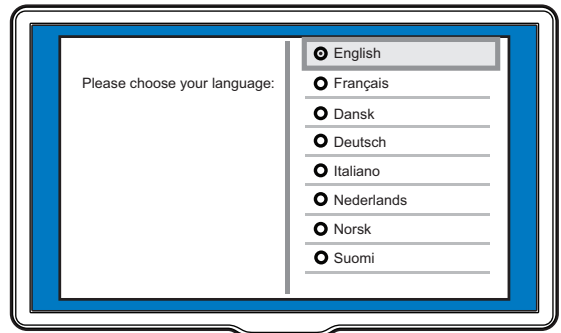 Please choose your language:
English
Français
Dansk
Deutsch
Italiano
Nederlands
Norsk
Suomi